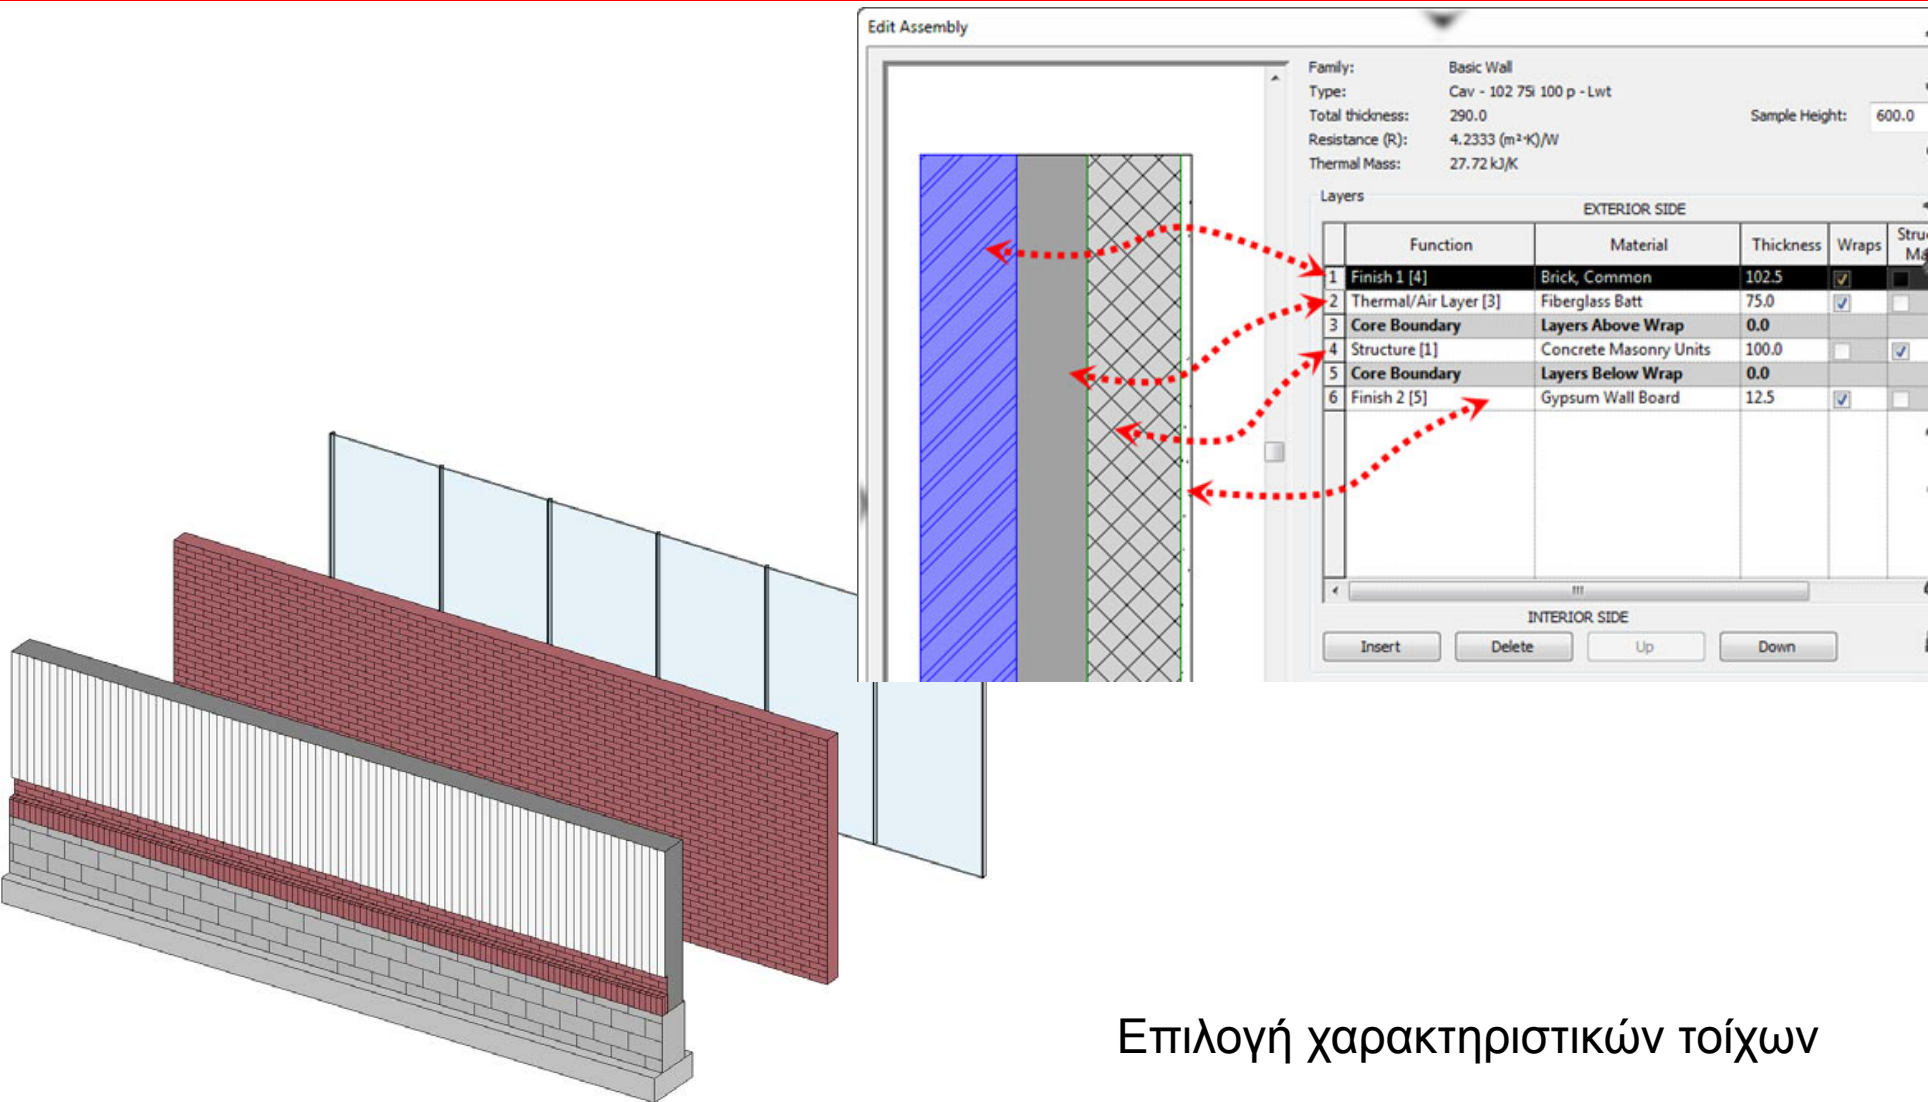 Edit Assembly
Family: Basic Wall
Type: Cav - 102 75i 100 p - Lwt
Total thickness: 290.0 Sample Height: 600.0
Resistance (R): 4.2333 (m²·K)/W
Thermal Mass: 27.72 kJ/K
Layers
EXTERIOR SIDE
Function Material Thickness Wraps
1 Finish 1 [4] Brick, Common 102.5
2 Thermal/Air Layer [3] Fiberglass Batt 75.0
3 Core Boundary Layers Above Wrap 0.0
4 Structure [1] Concrete Masonry Units 100.0
5 Core Boundary Layers Below Wrap 0.0
6 Finish 2 [5] Gypsum Wall Board 12.5
INTERIOR SIDE
Insert Delete Up Down
Επιλογή χαρακτηριστικών τοίχων